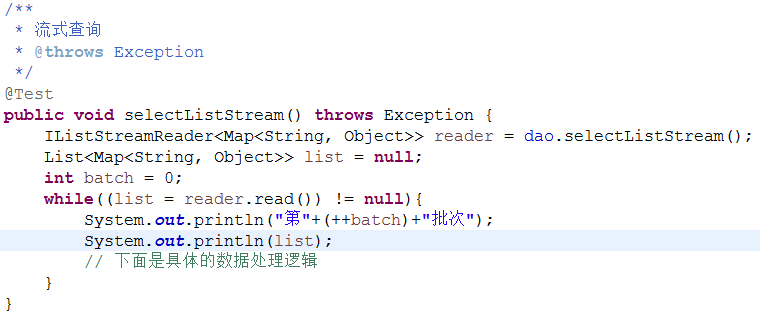 /**
 * 流式查询
 * @throws Exception
 */
@Test
public void selectListStream() throws Exception {
    IListStreamReader<Map<String, Object>> reader = dao.selectListStream();
    List<Map<String, Object>> list = null;
    int batch = 0;
    while((list = reader.read()) != null){
        System.out.println("第"+(++batch)+"批次");
        System.out.println(list);
        // 下面是具体的数据处理逻辑
    }
}